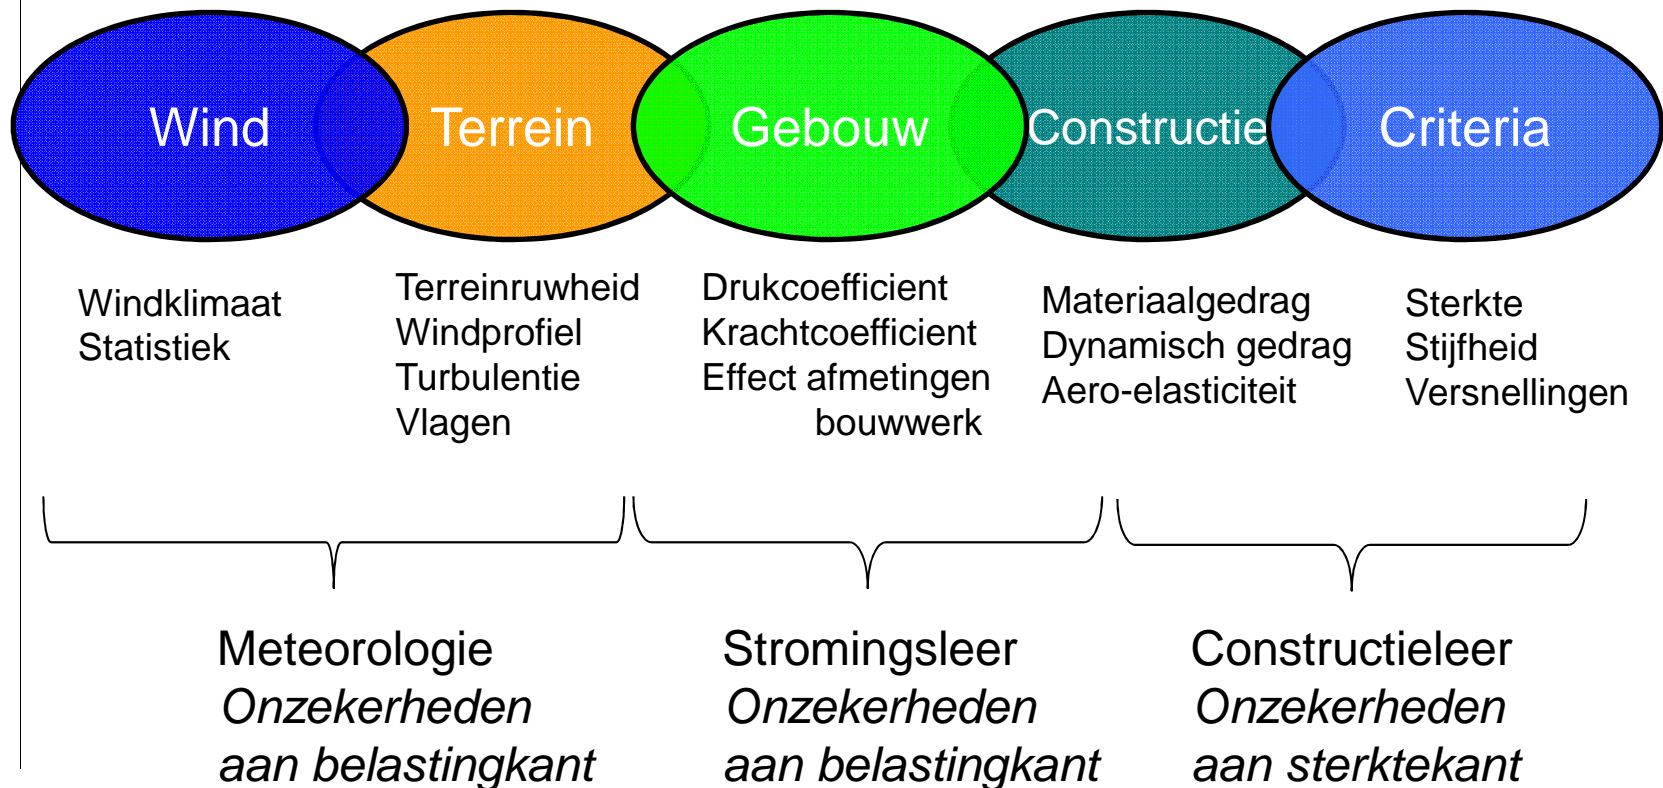 Wind
Terrein
Gebouw
Constructie
Criteria
Windklimaat
Statistiek
Terreinruwheid
Windprofiel
Turbulentie
Vlagen
Drukcoefficient
Krachtcoefficient
Effect afmetingen
bouwwerk
Materiaalgedrag
Dynamisch gedrag
Aero-elasticiteit
Sterkte
Stijfheid
Versnellingen
Meteorologie
Onzekerheden
aan belastingkant
Stromingsleer
Onzekerheden
aan belastingkant
Constructieleer
Onzekerheden
aan sterktekant